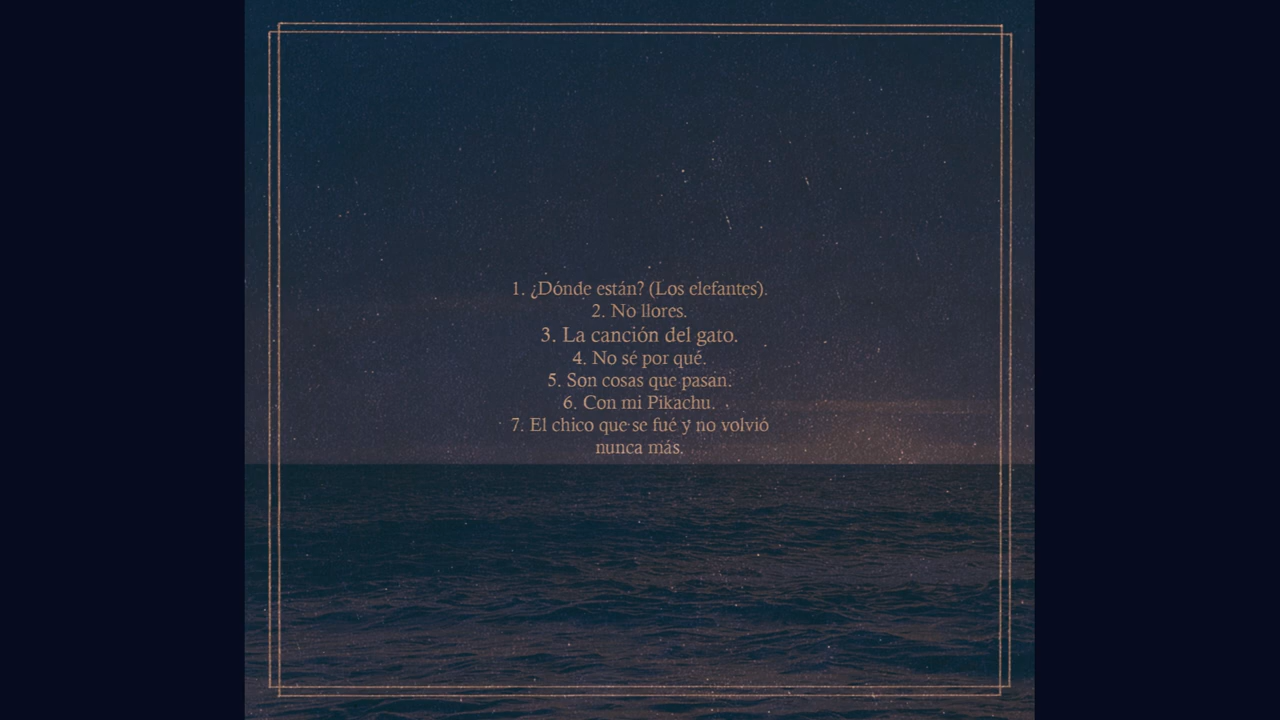 1. ¿Dónde están? (Los elefantes).
2. No llores.
3. La canción del gato.
4. No sé por qué.
5. Son cosas que pasan.
6. Con mi Pikachu.
7. El chico que se fué y no volvió
nunca más.